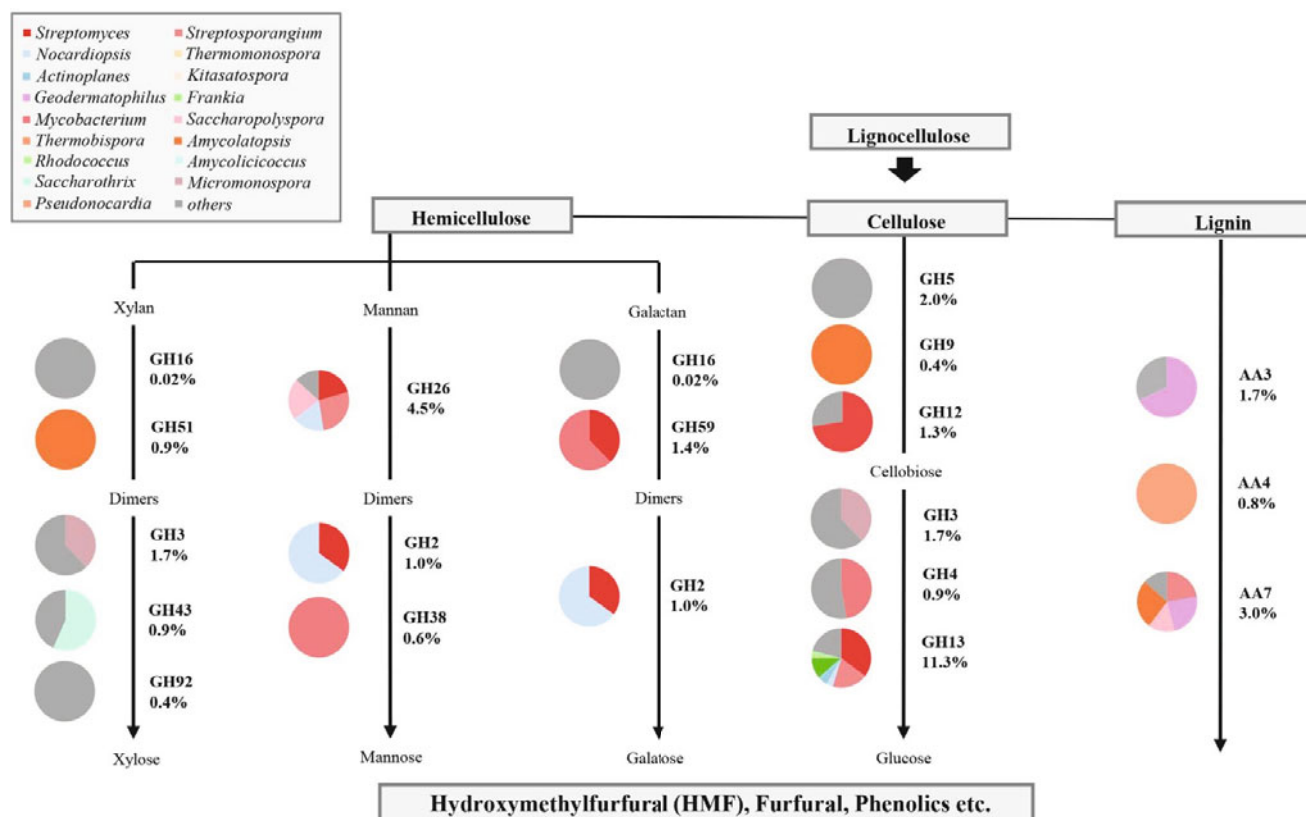 Streptomyces
Nocardiopsis
Actinoplanes
Geodermatophilus
Mycobacterium
Thermobispora
Rhodococcus
Saccharothrix
Pseudonocardia
Streptosporangium
Thermomonospora
Kitasatospora
Frankia
Saccharopolyspora
Amycolatopsis
Amycolicicoccus
Micromonospora
others
Lignocellulose
Hemicellulose
Cellulose
Lignin
Xylan
GH16
0.02%
GH51
0.9%
Dimers
GH3
1.7%
GH43
0.9%
GH92
0.4%
Xylose
Mannan
GH26
4.5%
Dimers
GH2
1.0%
GH38
0.6%
Mannose
Galactan
GH16
0.02%
GH59
1.4%
Dimers
GH2
1.0%
Galatose
GH5
2.0%
GH9
0.4%
GH12
1.3%
Cellobiose
GH3
1.7%
GH4
0.9%
GH13
11.3%
Glucose
AA3
1.7%
AA4
0.8%
AA7
3.0%
Hydroxymethylfurfural (HMF), Furfural, Phenolics etc.